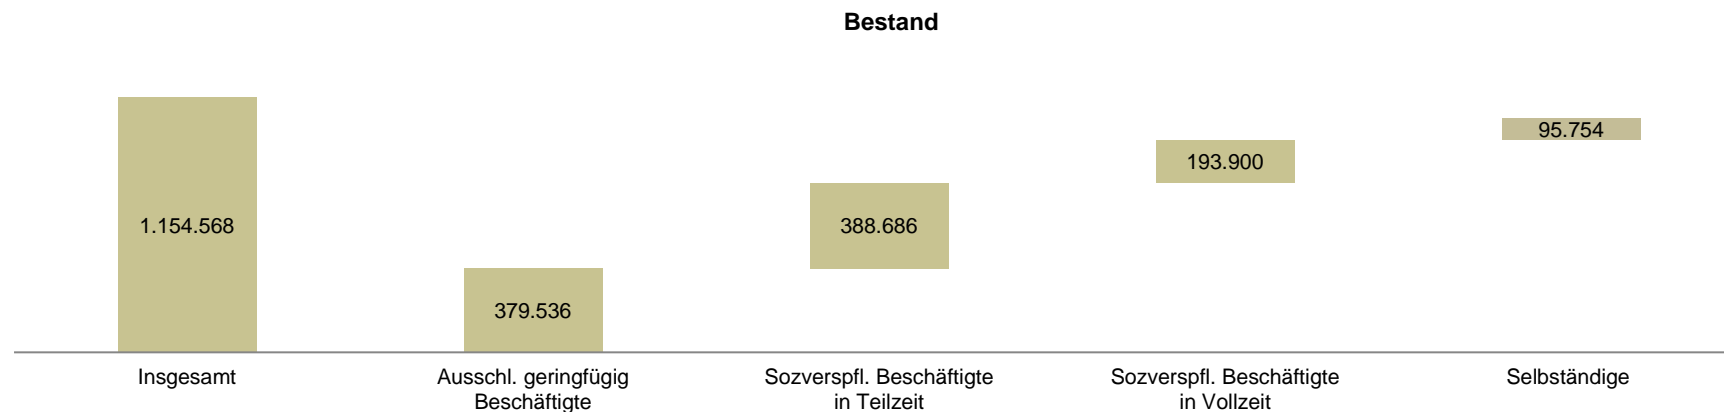 Bestand
95.754
193.900
1.154.568
388.686
379.536
Insgesamt
Ausschl. geringfügig
Beschäftigte
Sozverspfl. Beschäftigte
in Teilzeit
Sozverspfl. Beschäftigte
in Vollzeit
Selbständige